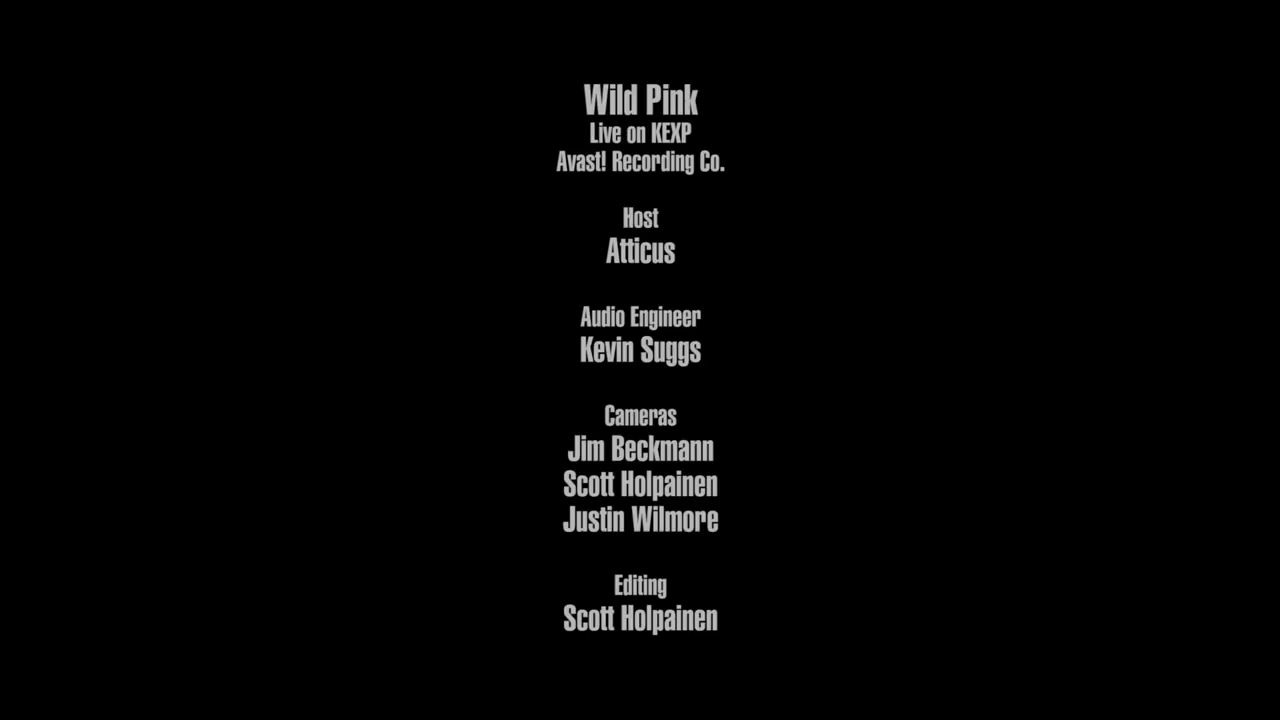 Wild Pink
Live on KEXP
Avast! Recording Co.
Host
Atticus
Audio Engineer
Kevin Suggs
Cameras
Jim Beckmann
Scott Holpainen
Justin Wilmore
Editing
Scott Holpainen